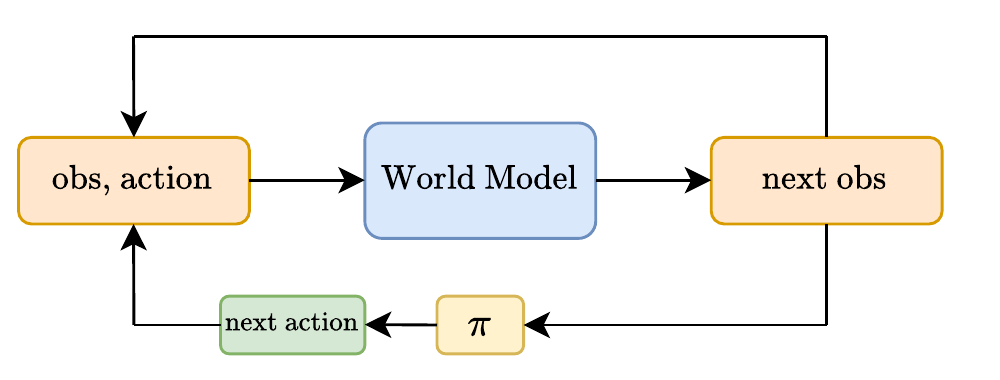 obs, action
World Model
next obs
next action
π